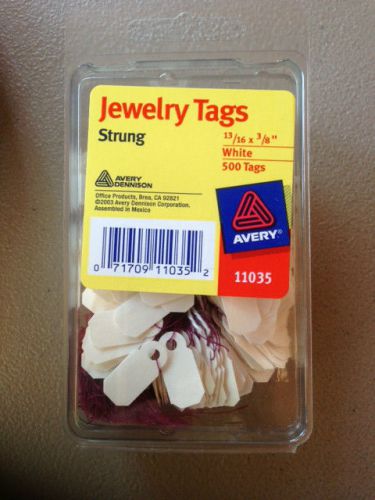 Jewelry Tags
Strung
13/16 x 3/8"
White
500 Tags
AVERY
DENNISON
Office Products, Brea, CA 92821
©2003 Avery Dennison Corporation.
Assembled in Mexico
AVERY
0 71709 11035 2
11035